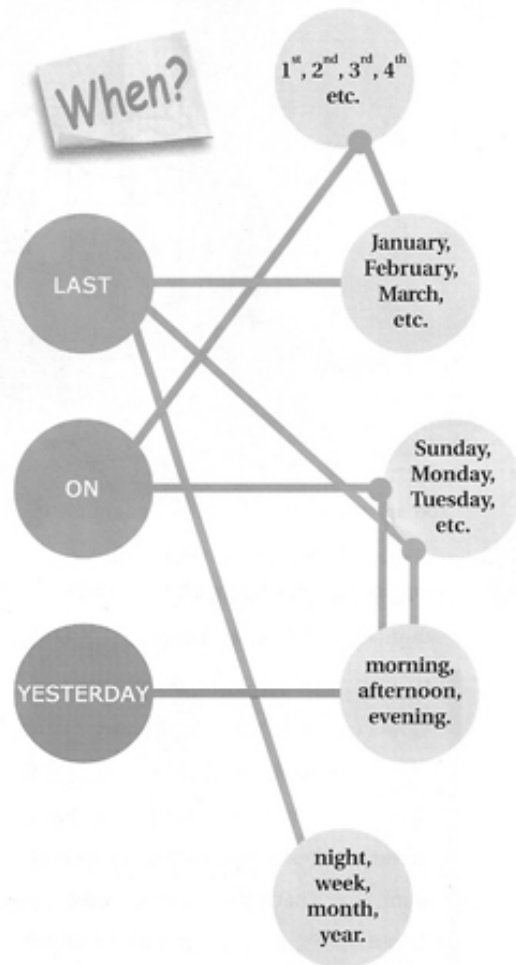 When?
1st, 2nd, 3rd, 4th
etc.
LAST
January,
February,
March,
etc.
ON
Sunday,
Monday,
Tuesday,
etc.
YESTERDAY
morning,
afternoon,
evening.
night,
week,
month,
year.